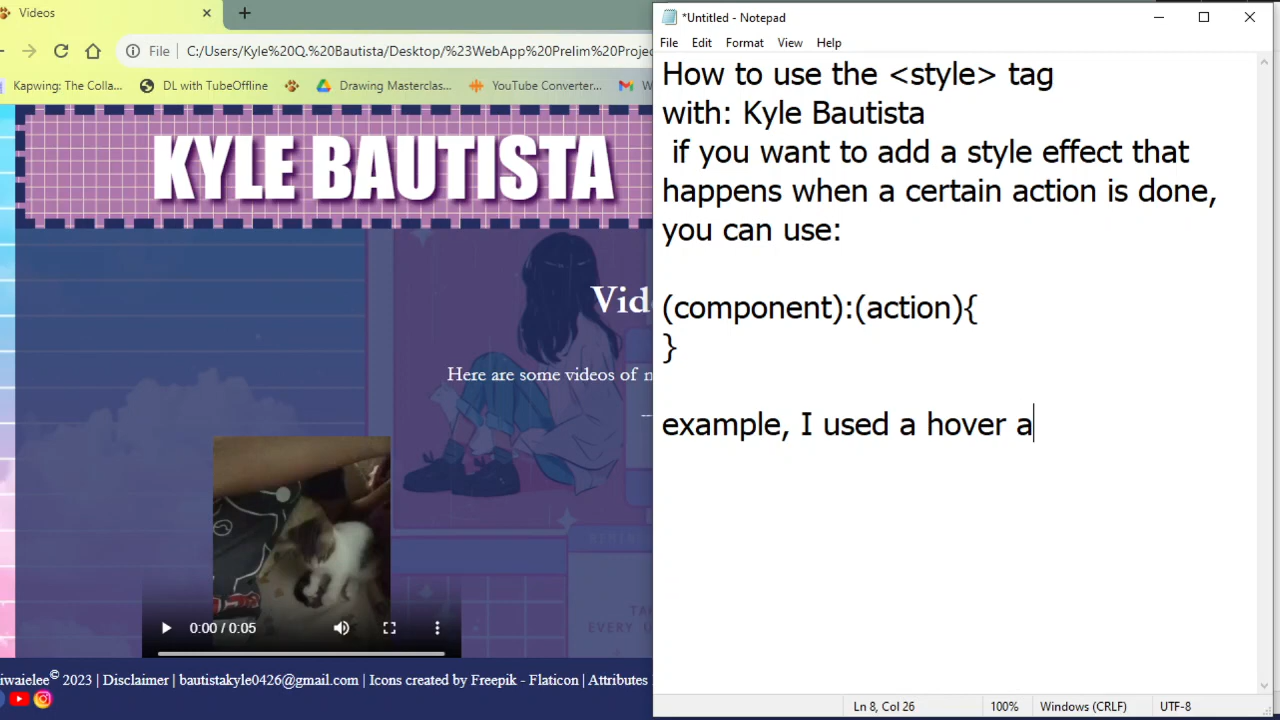 Videos
File
C:/Users/Kyle%20Q.%20Bautista/Desktop/%23WebApp%20Prelim%20Projec
Kapwing: The Colla...
DL with TubeOffline
Drawing Masterclas...
YouTube Converter...
KYLE BAUTISTA
Vid
Here are some videos of
0:00 / 0:05
iwaielee© 2023 | Disclaimer | bautistakyle0426@gmail.com | Icons created by Freepik - Flaticon | Attributes
*Untitled - Notepad
File Edit Format View Help
How to use the <style> tag
with: Kyle Bautista
if you want to add a style effect that
happens when a certain action is done,
you can use:
(component):(action){
}
example, I used a hover a
Ln 8, Col 26
100%
Windows (CRLF)
UTF-8